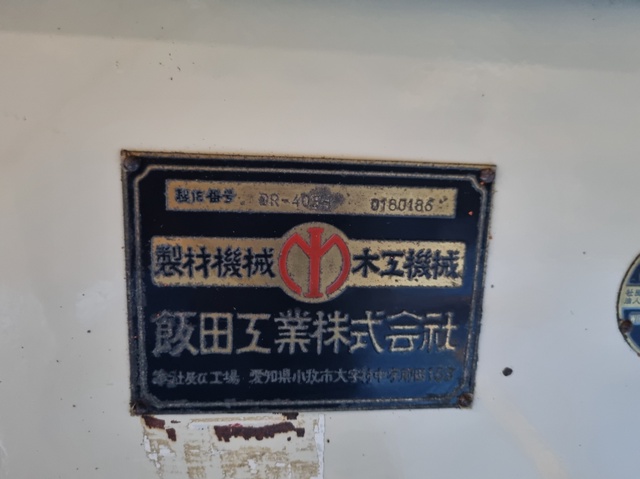 製作番号 0180186
製材機械 木工機械
飯田工業株式会社
本社及び工場 愛知県小牧市大字